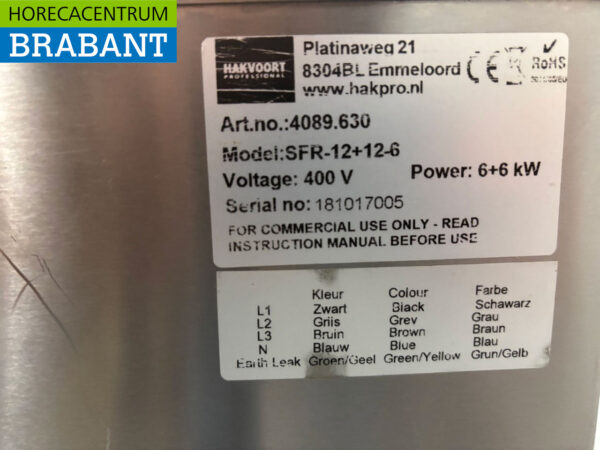 HORECACENTRUM
BRABANT
HAKVOORT
PROFESSIONAL
Platinaweg 21
8304BL Emmeloord
www.hakpro.nl
CE
RoHS
Art.no.:4089.630
Model:SFR-12+12-6
Voltage: 400 V
Power: 6+6 kW
Serial no: 181017005
FOR COMMERCIAL USE ONLY - READ
INSTRUCTION MANUAL BEFORE USE
Kleur Colour Farbe
L1 Zwart Black Schawarz
L2 Grijs Grey Grau
L3 Bruin Brown Braun
N Blauw Blue Blau
Earth Leak Groen/Geel Green/Yellow Grun/Gelb